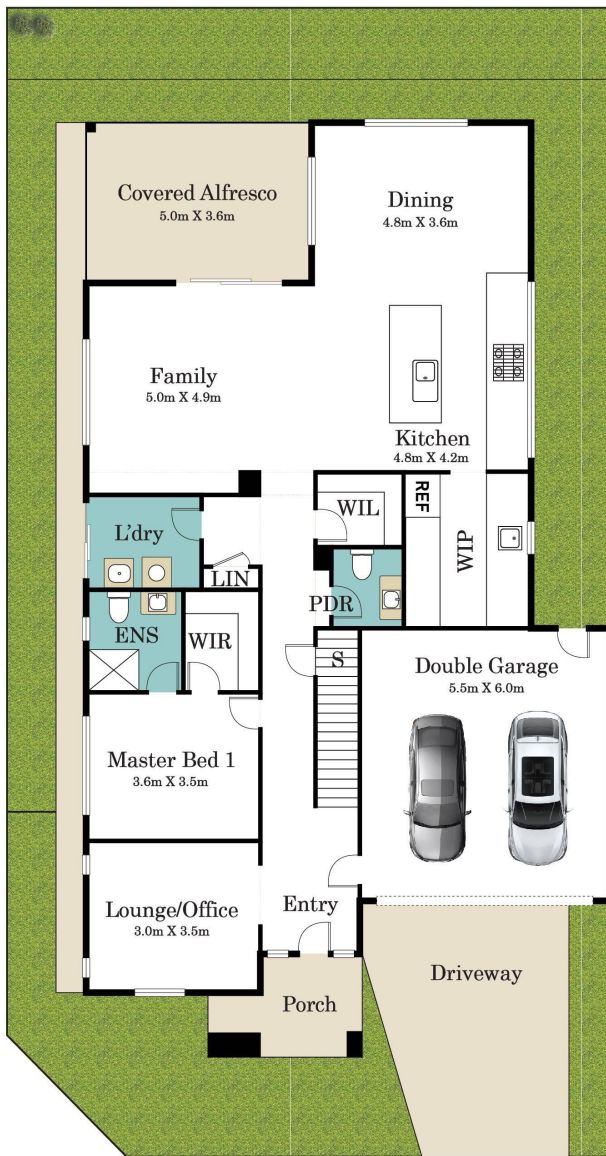 Covered Alfresco
5.0m X 3.6m
Dining
4.8m X 3.6m
Family
5.0m X 4.9m
Kitchen
4.8m X 4.2m
WIL
REF
WIP
L'dry
LIN
PDR
ENS
WIR
S
Double Garage
5.5m X 6.0m
Master Bed 1
3.6m X 3.5m
Lounge/Office
3.0m X 3.5m
Entry
Driveway
Porch